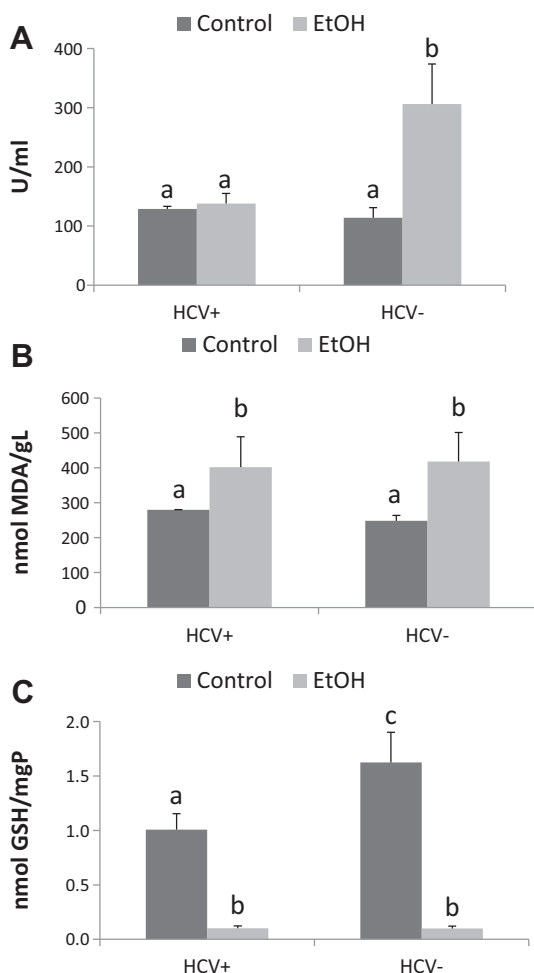 A
Control EtOH
U/ml
400
300
200
100
0
a
a
a
b
HCV+
HCV-
B
Control EtOH
nmol MDA/gL
600
500
400
300
200
100
0
a
b
a
b
HCV+
HCV-
C
Control EtOH
nmol GSH/mgP
2.0
1.5
1.0
0.5
0.0
a
b
c
b
HCV+
HCV-